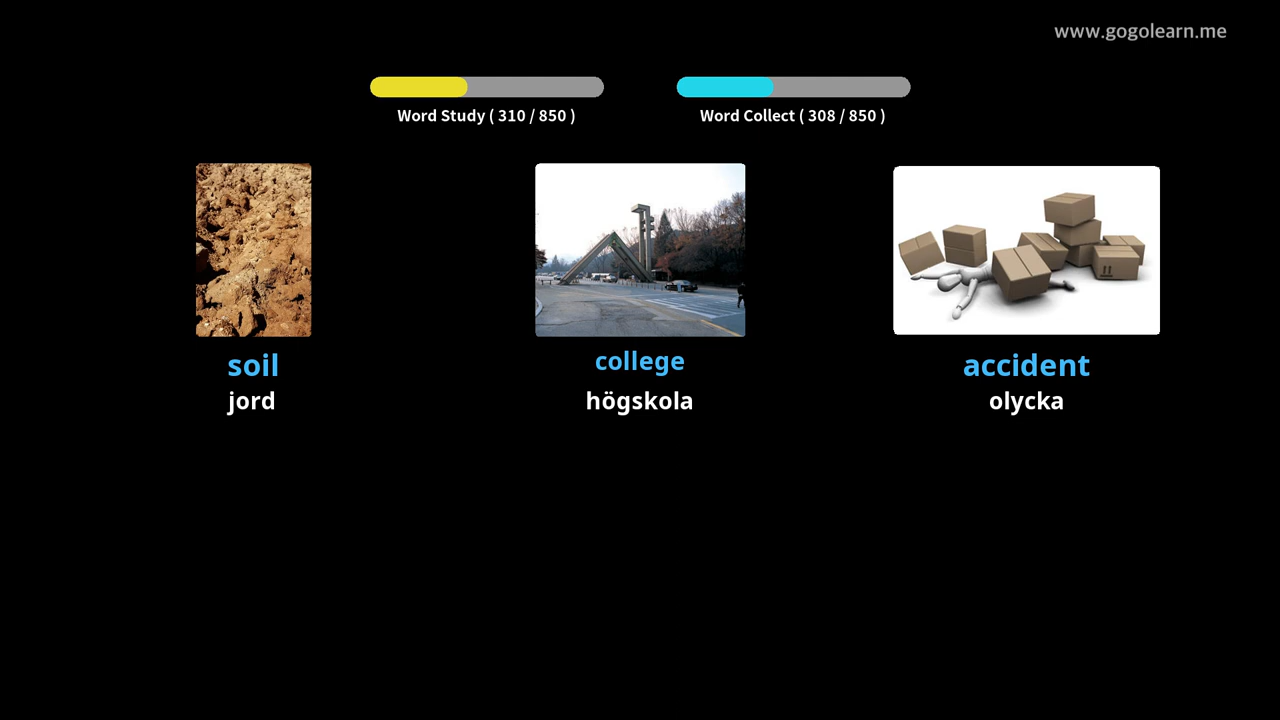 www.gogolearn.me
Word Study ( 310 / 850 )
Word Collect ( 308 / 850 )
soil
jord
college
högskola
accident
olycka